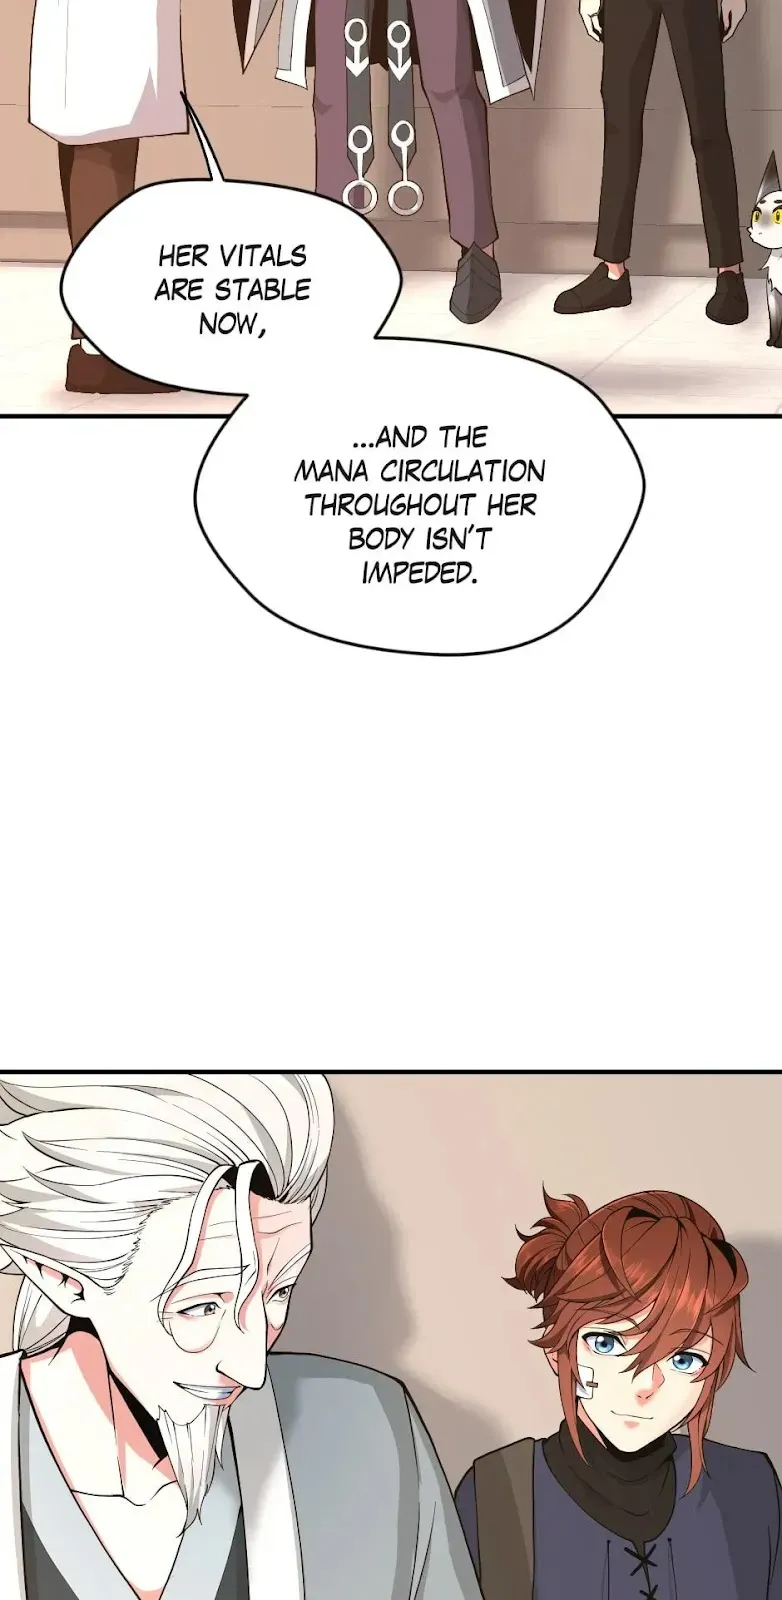 HER VITALS
ARE STABLE
NOW,
...AND THE
MANA CIRCULATION
THROUGHOUT HER
BODY ISN'T
IMPEDED.